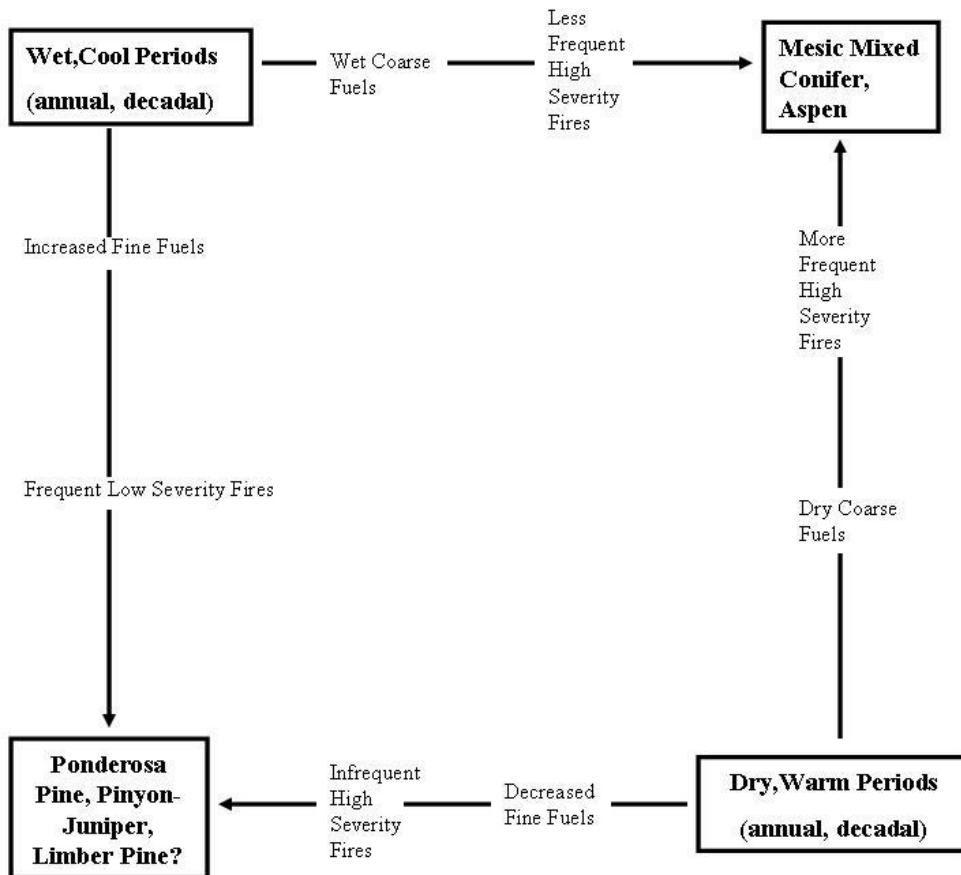 Wet,Cool Periods
(annual, decadal)
Wet Coarse
Fuels
Less
Frequent
High
Severity
Fires
Mesic Mixed
Conifer,
Aspen
Increased Fine Fuels
Frequent Low Severity Fires
More
Frequent
High
Severity
Fires
Dry Coarse
Fuels
Ponderosa
Pine, Pinyon-
Juniper,
Limber Pine?
Infrequent
High
Severity
Fires
Decreased
Fine Fuels
Dry,Warm Periods
(annual, decadal)